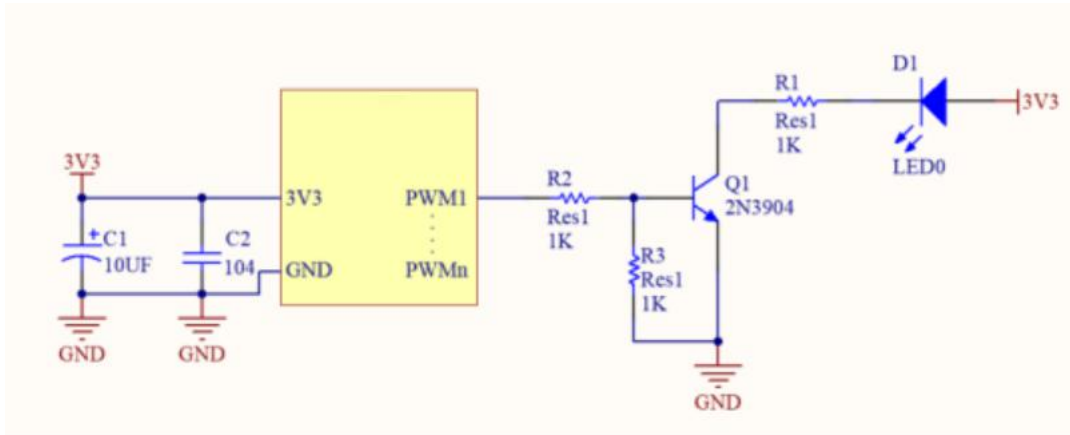 3V3
C1
10UF
C2
104
GND
GND
3V3
GND
PWM1
PWMn
R2
Res1
1K
R3
Res1
1K
Q1
2N3904
R1
Res1
1K
D1
LED0
3V3
GND